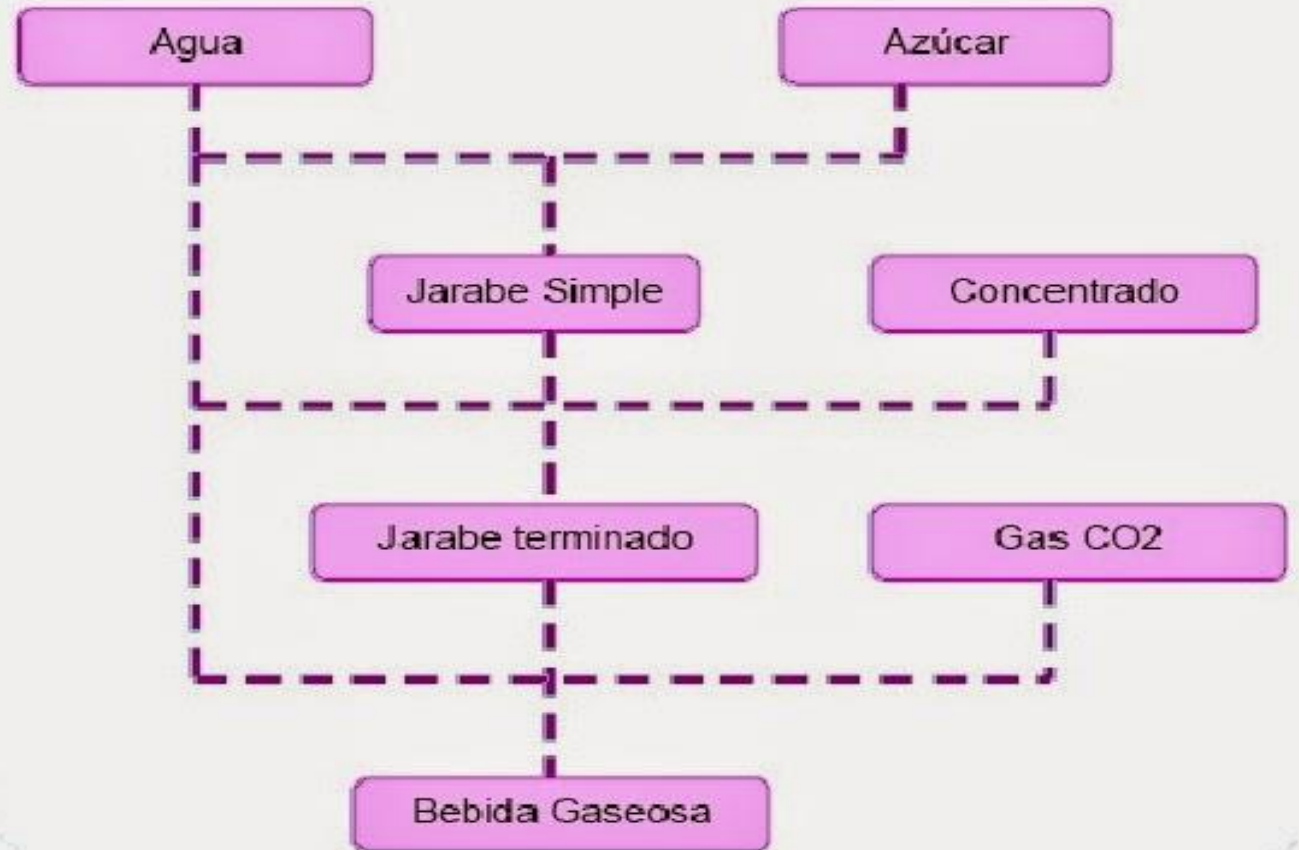 Agua
Azúcar
Jarabe Simple
Concentrado
Jarabe terminado
Gas CO2
Bebida Gaseosa